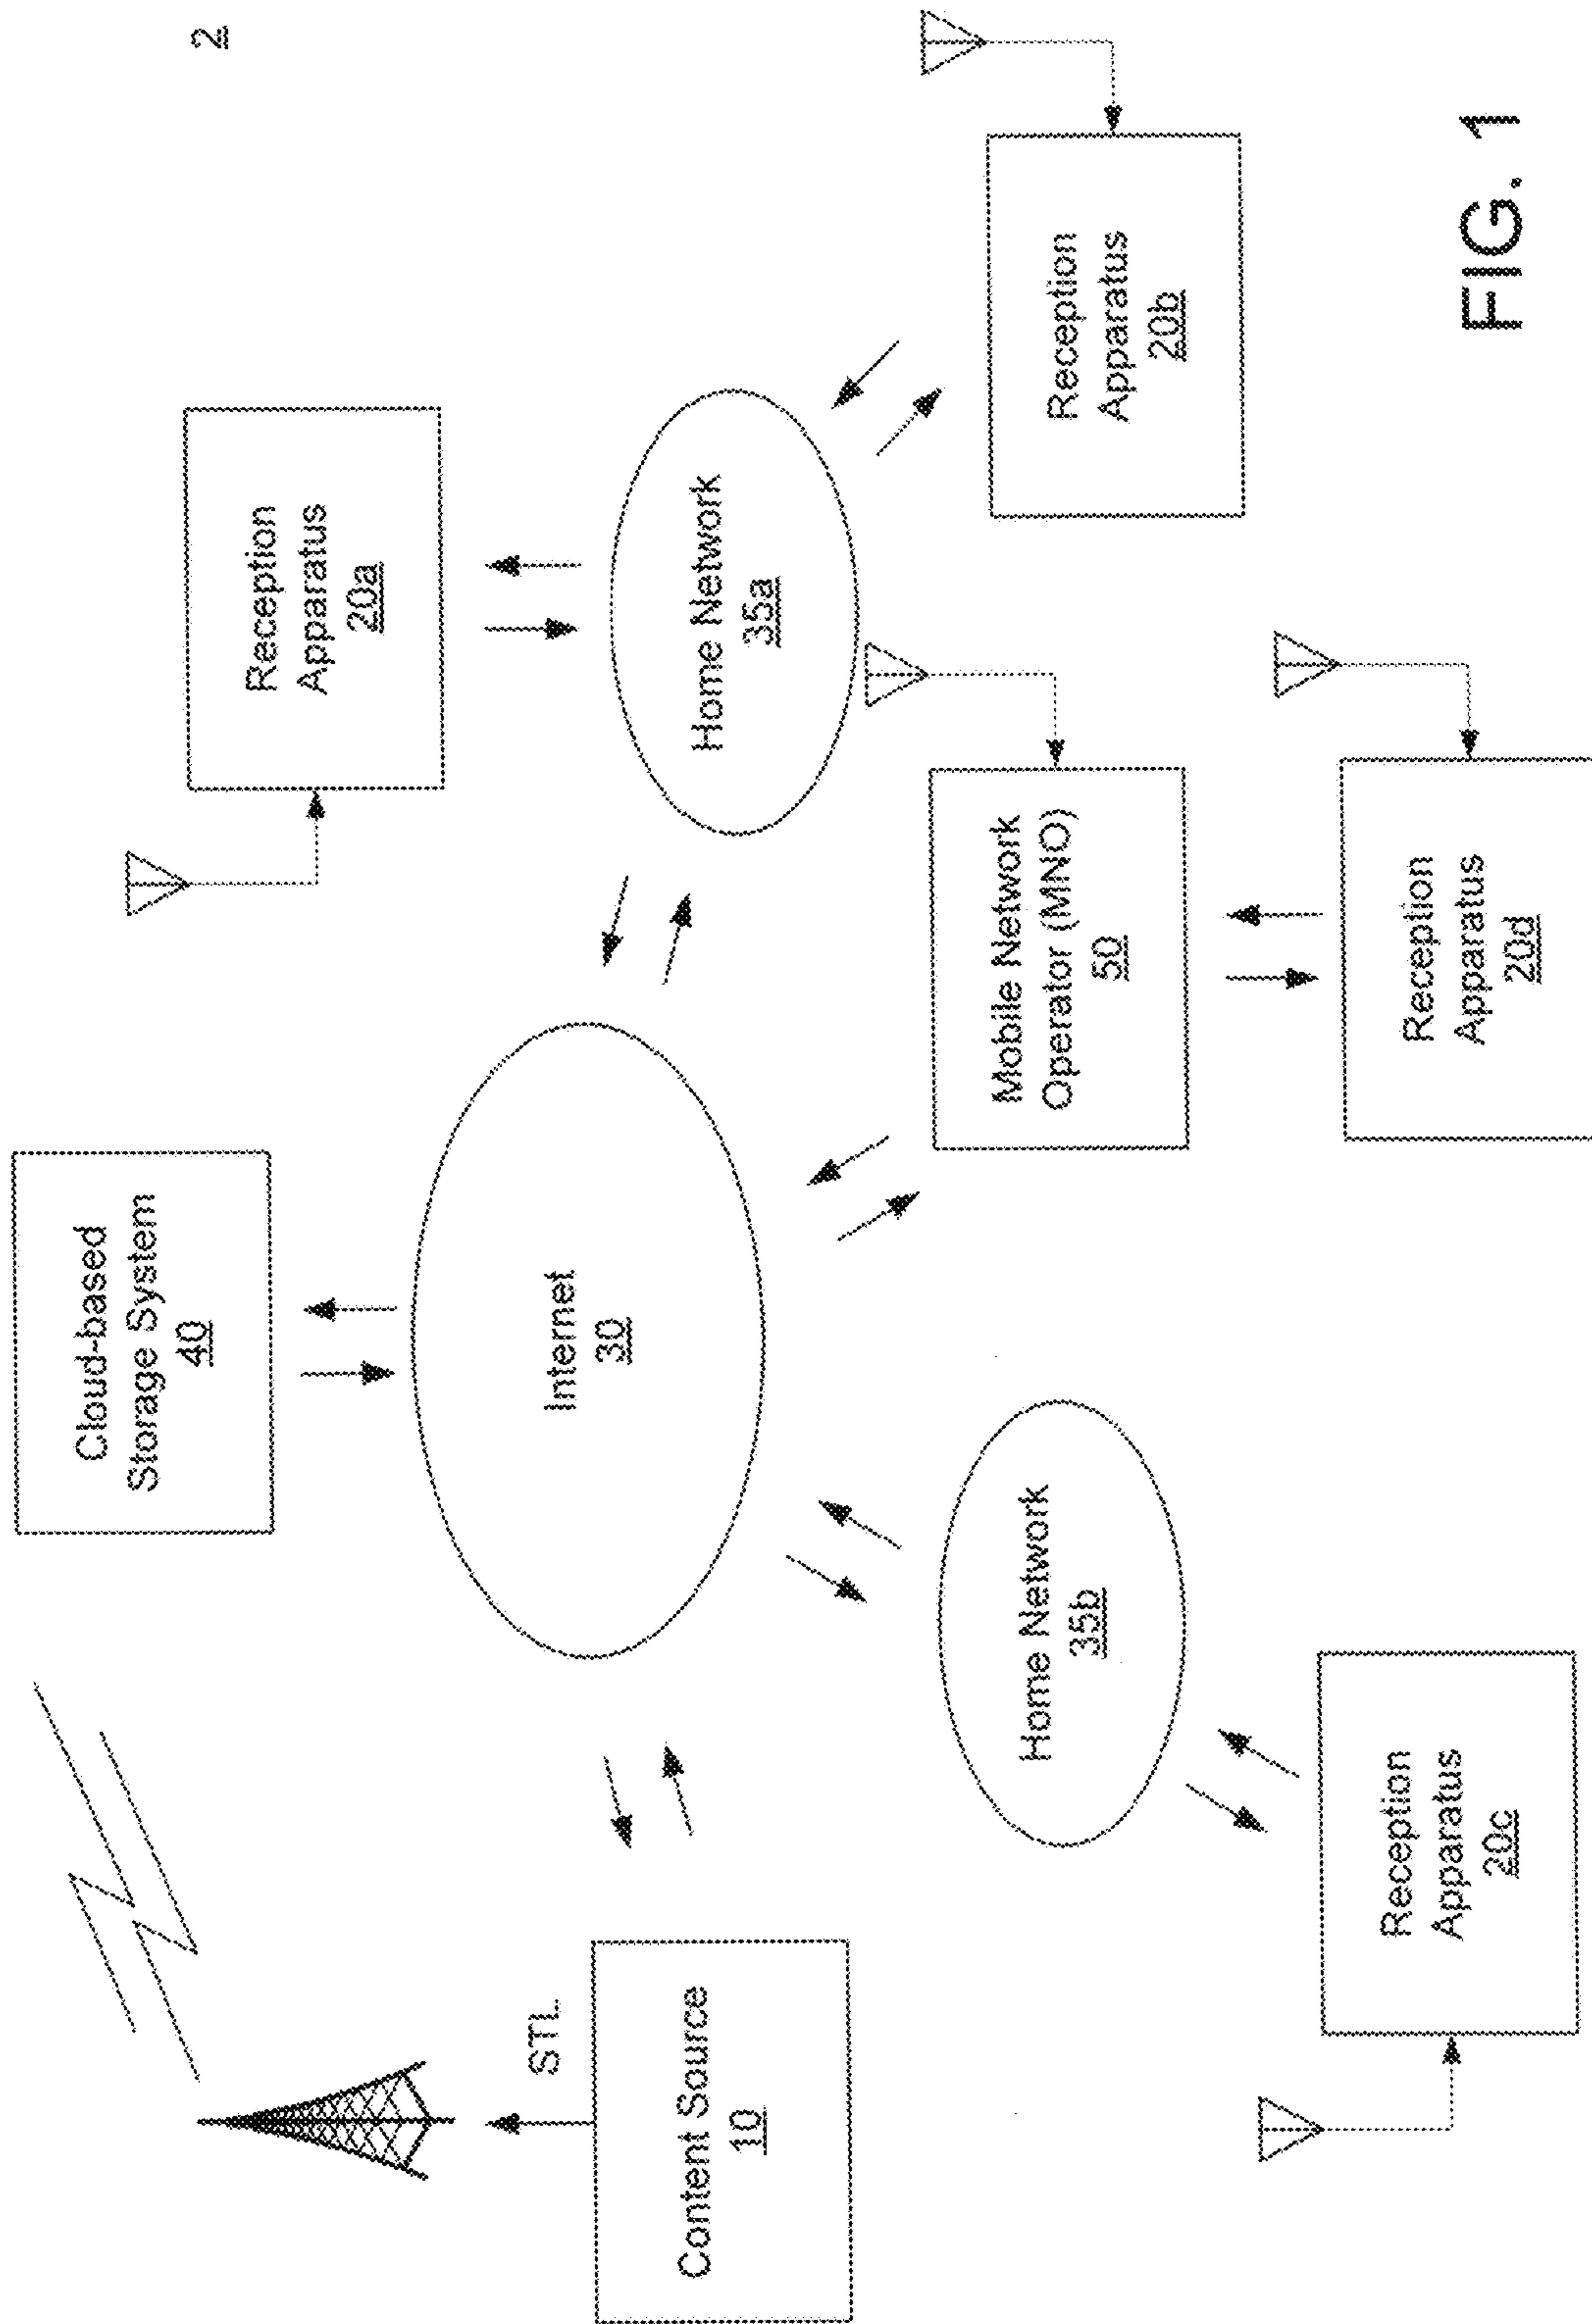 2
Cloud-based
Storage System
40
Reception
Apparatus
20a
STL
Content Source
10
Internet
30
Home Network
35a
Home Network
35b
Mobile Network
Operator (MNO)
50
Reception
Apparatus
20b
Reception
Apparatus
20c
Reception
Apparatus
20d
FIG. 1